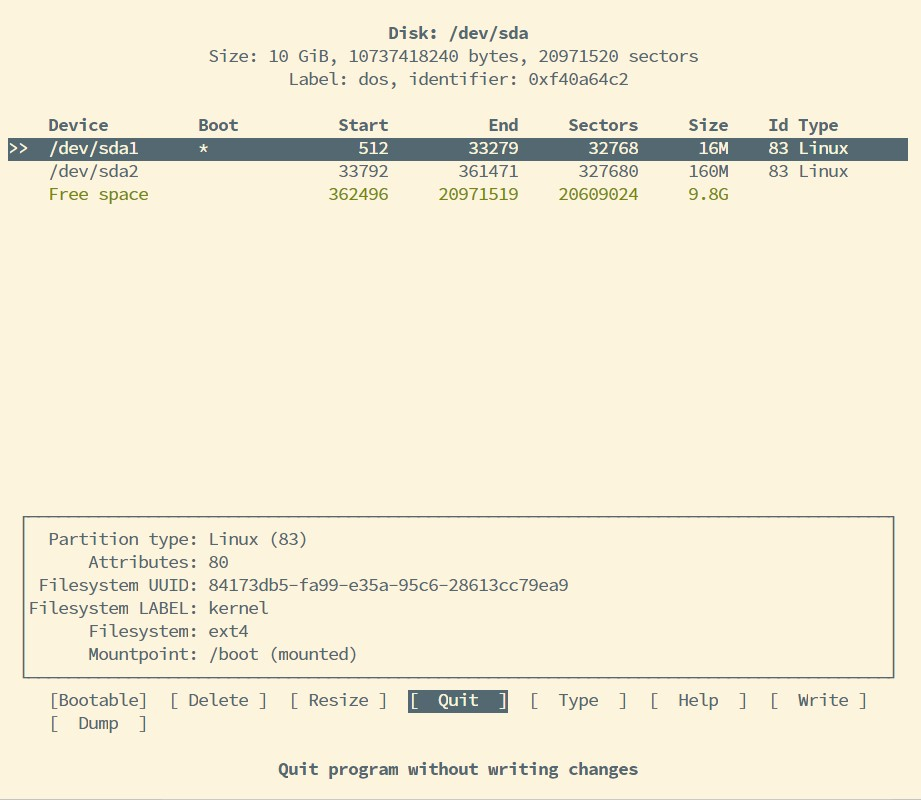 Disk: /dev/sda
Size: 10 GiB, 10737418240 bytes, 20971520 sectors
Label: dos, identifier: 0xf40a64c2
Device Boot Start End Sectors Size Id Type
>> /dev/sda1 * 512 33279 32768 16M 83 Linux
/dev/sda2 33792 361471 327680 160M 83 Linux
Free space 362496 20971519 20609024 9.8G
Partition type: Linux (83)
Attributes: 80
Filesystem UUID: 84173db5-fa99-e35a-95c6-28613cc79ea9
Filesystem LABEL: kernel
Filesystem: ext4
Mountpoint: /boot (mounted)
[Bootable] [ Delete ] [ Resize ] [ Quit ] [ Type ] [ Help ] [ Write ]
[ Dump ]
Quit program without writing changes